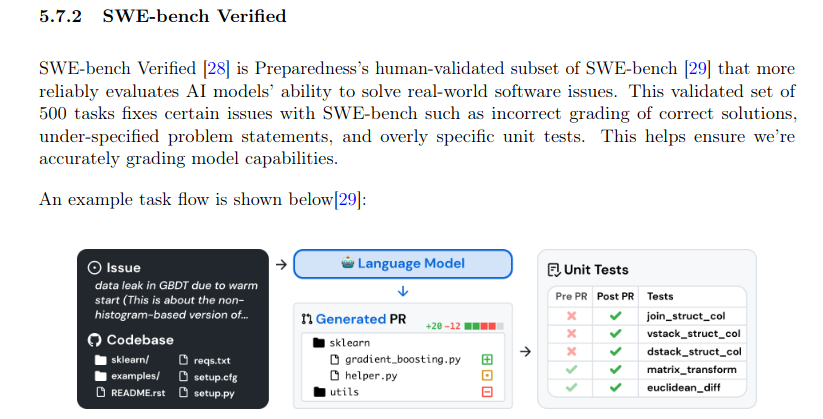 5.7.2 SWE-bench Verified
SWE-bench Verified [28] is Preparedness's human-validated subset of SWE-bench [29] that more
reliably evaluates AI models' ability to solve real-world software issues. This validated set of
500 tasks fixes certain issues with SWE-bench such as incorrect grading of correct solutions,
under-specified problem statements, and overly specific unit tests. This helps ensure we're
accurately grading model capabilities.
An example task flow is shown below[29]:
Issue
data leak in GBDT due to warm
start (This is about the non-
histogram-based version of...
Codebase
sklearn/ reqs.txt
examples/ setup.cfg
README.rst setup.py
Language Model
Generated PR +20 -12
sklearn
gradient_boosting.py
helper.py
utils
Unit Tests
Pre PR Post PR Tests
join_struct_col
vstack_struct_col
dstack_struct_col
matrix_transform
euclidean_diff